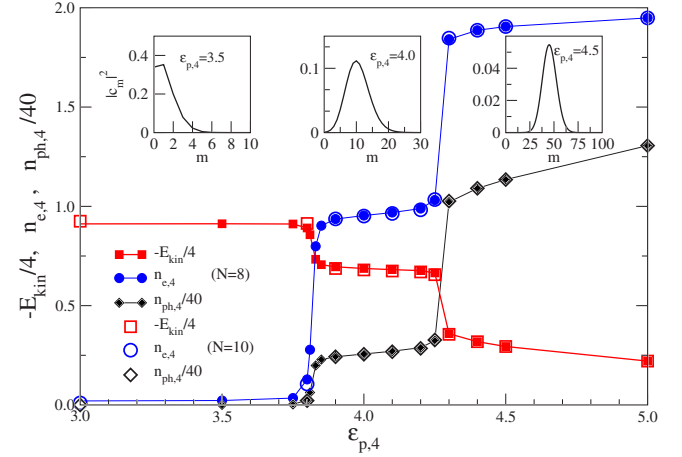 -E_kin/4, n_e,4 , n_ph,4/40
2.0
1.5
1.0
0.5
0.0
|c_m|^2
0.4
0.2
0
0 2 4 6 8 10
m
ε_p,4=3.5
0.1
0
0 10 20 30
m
ε_p,4=4.0
0.04
0.02
0
0 25 50 75 100
m
ε_p,4=4.5
-E_kin/4
n_e,4 (N=8)
n_ph,4/40
-E_kin/4
n_e,4 (N=10)
n_ph,4/40
3.0 3.5 4.0 4.5 5.0
ε_p,4